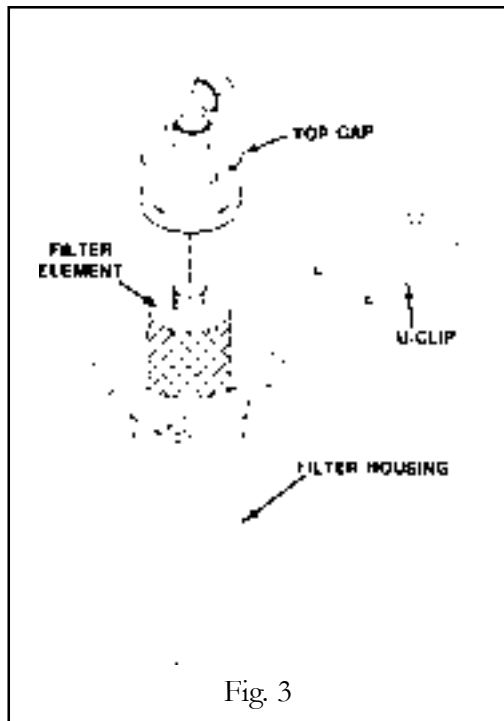 TOP CAP
FILTER
ELEMENT
U-CLIP
FILTER HOUSING
Fig. 3